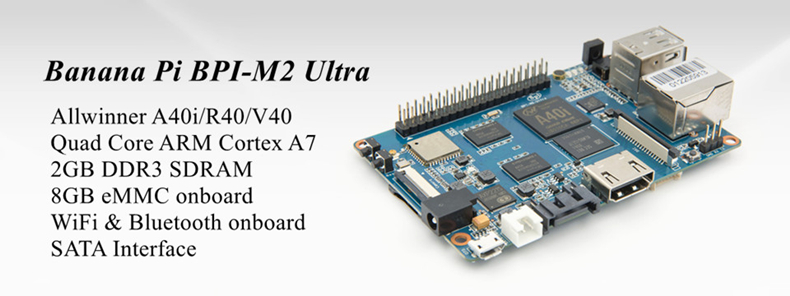 Banana Pi BPI-M2 Ultra
Allwinner A40i/R40/V40
Quad Core ARM Cortex A7
2GB DDR3 SDRAM
8GB eMMC onboard
WiFi & Bluetooth onboard
SATA Interface
A40I
012205913